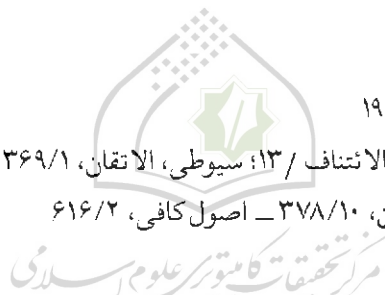 ۱۹
الائتناف /۱۳؛ سیوطی، الاتقان، ۳۶۹/۱
ن، ۳۷۸/۱۰ ــ اصول کافی، ۶۱۶/۲
مرکز تحقیقات کامپیوتری علوم اسلامی